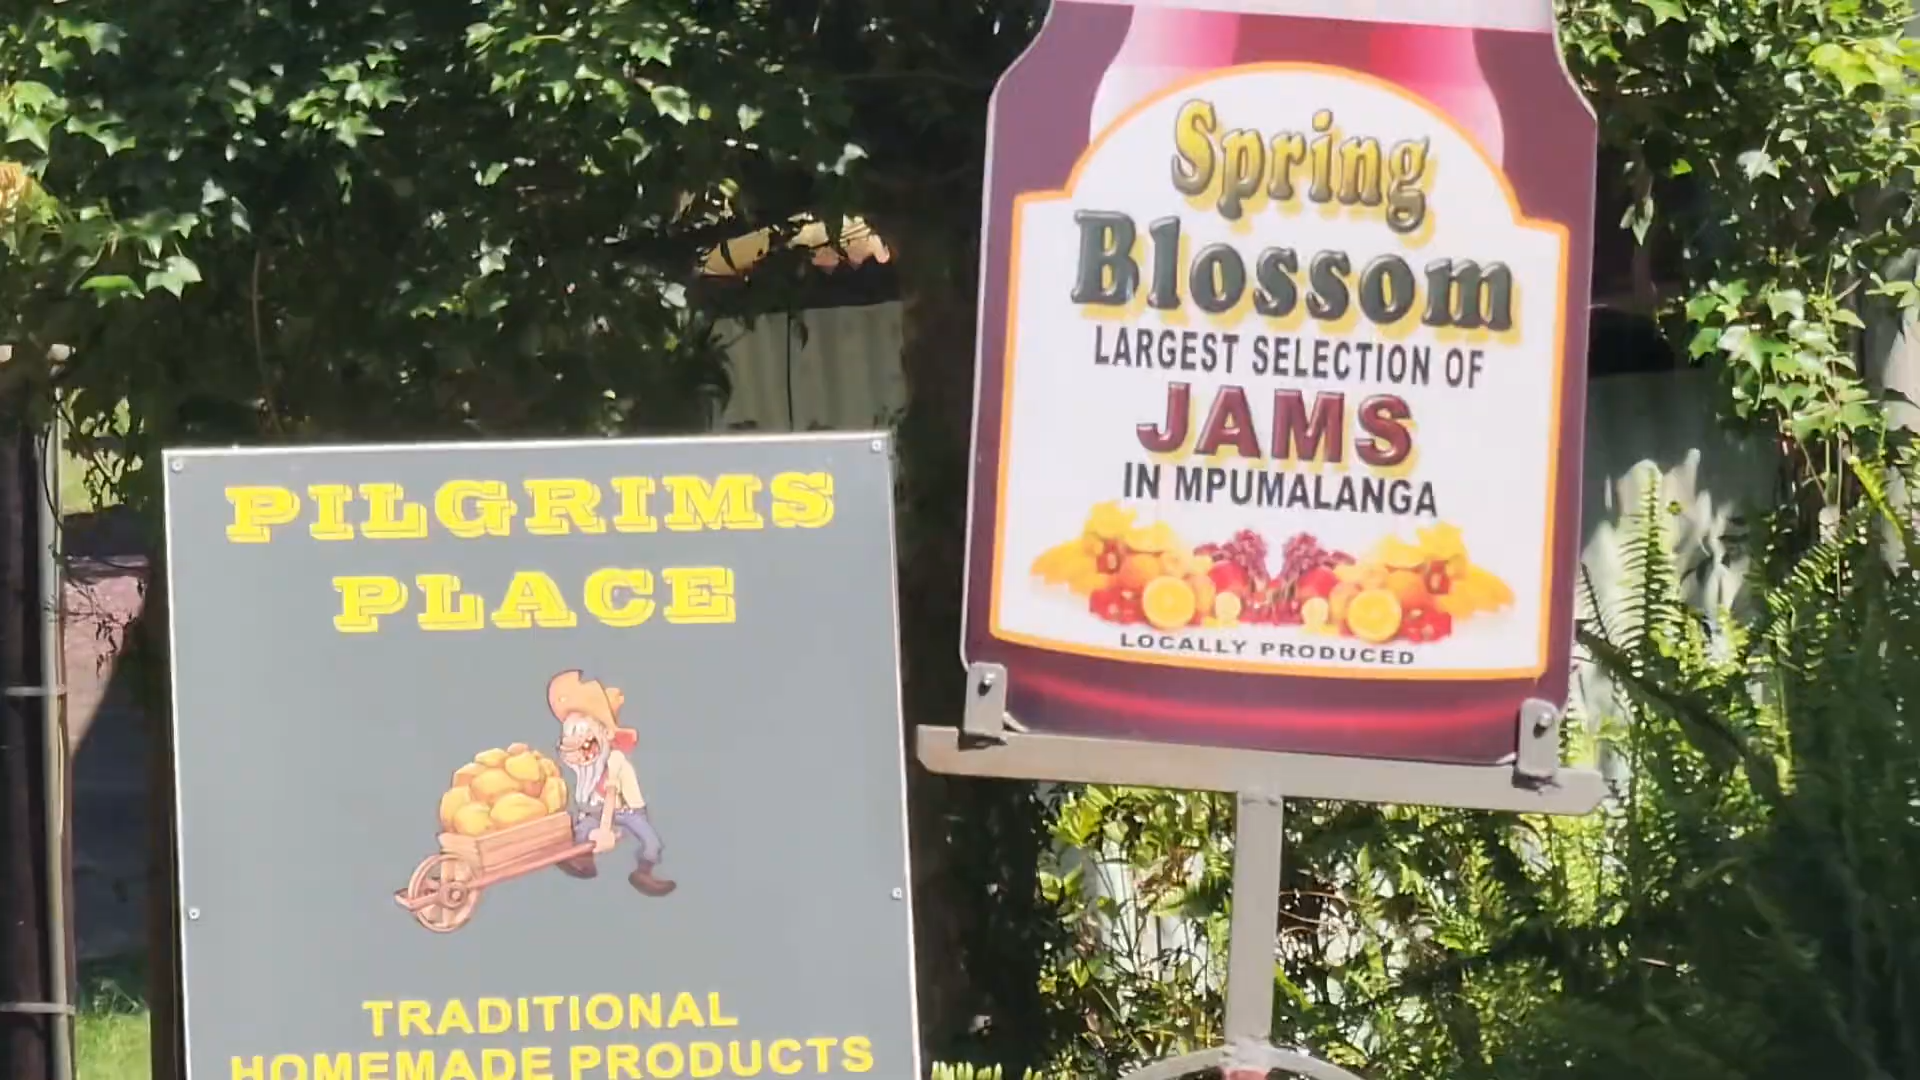 Spring
Blossom
LARGEST SELECTION OF
JAMS
IN MPUMALANGA
LOCALLY PRODUCED
PILGRIMS
PLACE
TRADITIONAL
HOMEMADE PRODUCTS